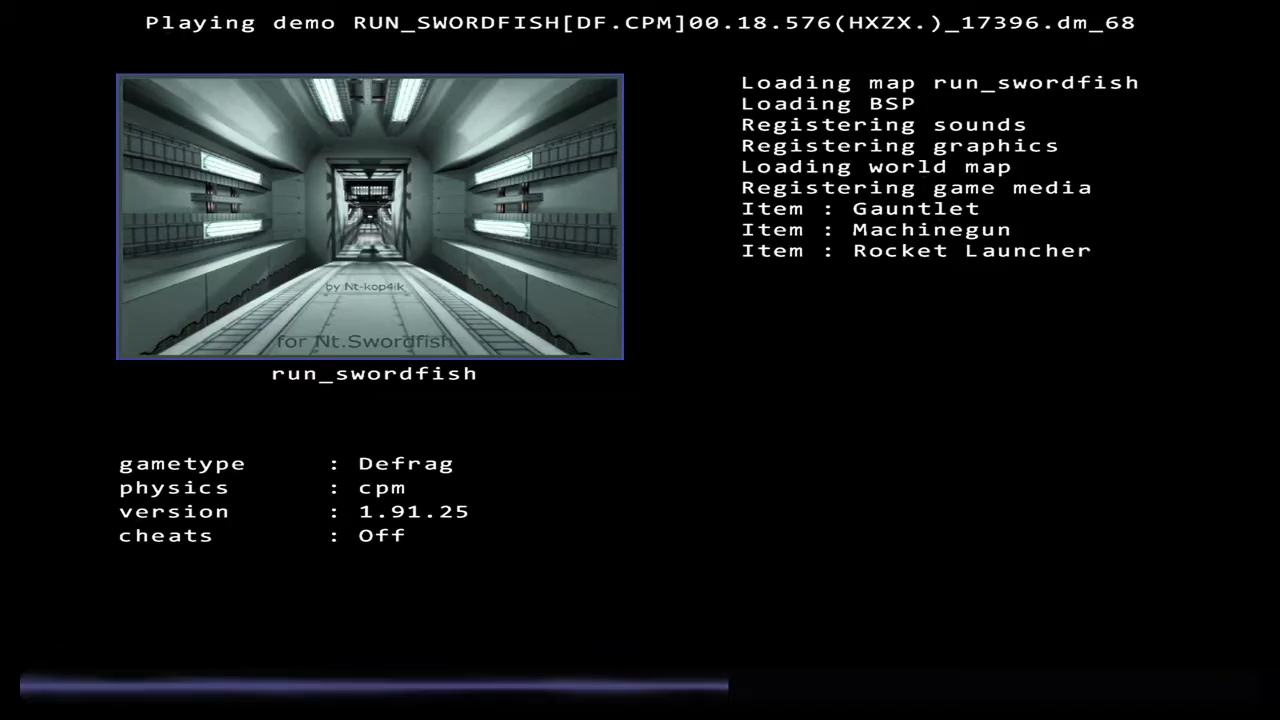 Playing demo RUN_SWORDFISH[DF.CPM]00.18.576(HXZX.)_17396.dm_68
by Nt-kop4ik
for Nt.Swordfish
run_swordfish
Loading map run_swordfish
Loading BSP
Registering sounds
Registering graphics
Loading world map
Registering game media
Item : Gauntlet
Item : Machinegun
Item : Rocket Launcher
gametype : Defrag
physics : cpm
version : 1.91.25
cheats : Off